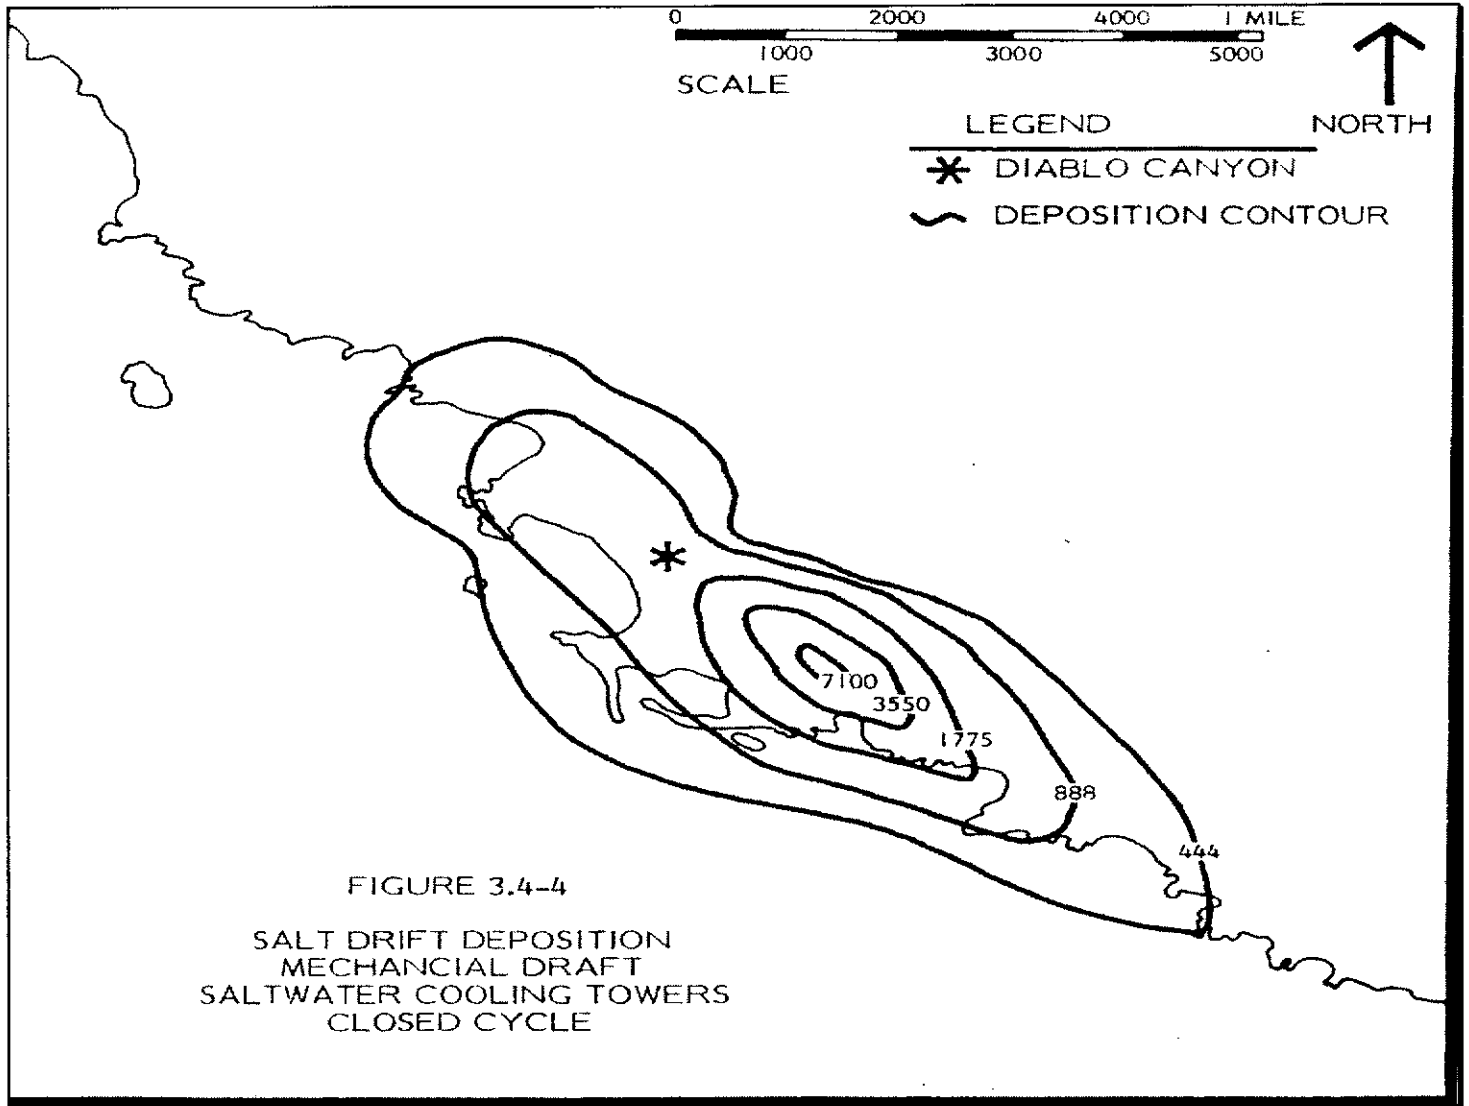 0 2000 4000 1 MILE
1000 3000 5000
SCALE
NORTH
LEGEND
DIABLO CANYON
DEPOSITION CONTOUR
7100
3550
1775
888
444
FIGURE 3.4-4
SALT DRIFT DEPOSITION
MECHANCIAL DRAFT
SALTWATER COOLING TOWERS
CLOSED CYCLE